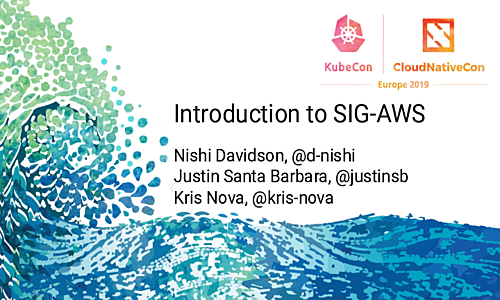 KubeCon
CloudNativeCon
Europe 2019
Introduction to SIG-AWS
Nishi Davidson, @d-nishi
Justin Santa Barbara, @justinsb
Kris Nova, @kris-nova